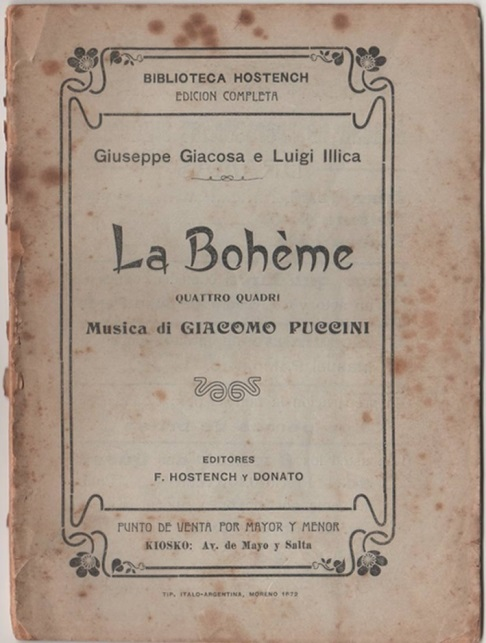 BIBLIOTECA HOSTENCH
EDICION COMPLETA
Giuseppe Giacosa e Luigi Illica
La Bohème
QUATTRO QUADRI
Musica di GIACOMO PUCCINI
EDITORES
F. HOSTENCH Y DONATO
PUNTO DE VENTA POR MAYOR Y MENOR
KIOSKO: Av. de Mayo y Salta
TIP. ITALO-ARGENTINA, MORENO 1672